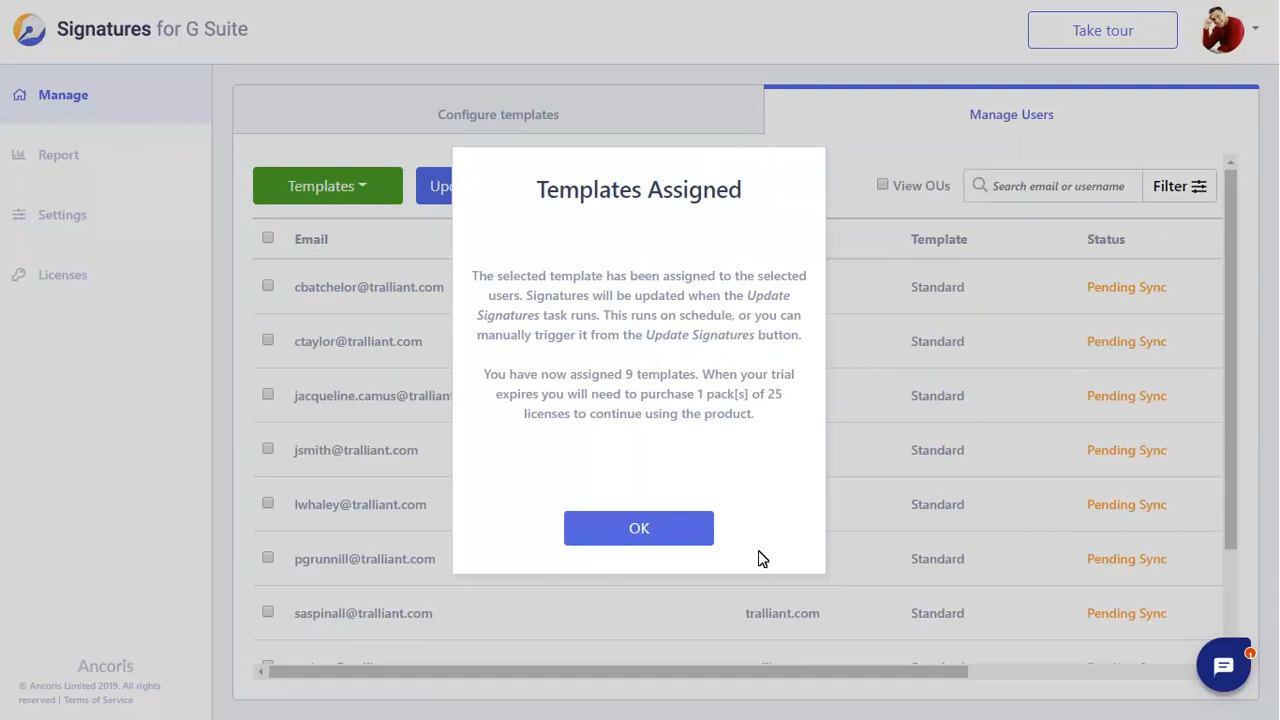 Signatures for G Suite
Take tour
Manage
Report
Settings
Licenses
Configure templates
Manage Users
Templates
View OUs
Search email or username
Filter
Email
Template
Status
cbatchelor@tralliant.com
Standard
Pending Sync
ctaylor@tralliant.com
Standard
Pending Sync
Standard
Pending Sync
jsmith@tralliant.com
Standard
Pending Sync
lwhaley@tralliant.com
Standard
Pending Sync
pgrunnill@tralliant.com
Standard
Pending Sync
saspinall@tralliant.com
tralliant.com
Standard
Pending Sync
Templates Assigned
The selected template has been assigned to the selected
users. Signatures will be updated when the Update
Signatures task runs. This runs on schedule, or you can
manually trigger it from the Update Signatures button.
You have now assigned 9 templates. When your trial
expires you will need to purchase 1 pack[s] of 25
licenses to continue using the product.
OK
Ancoris
© Ancoris Limited 2019. All rights
reserved | Terms of Service